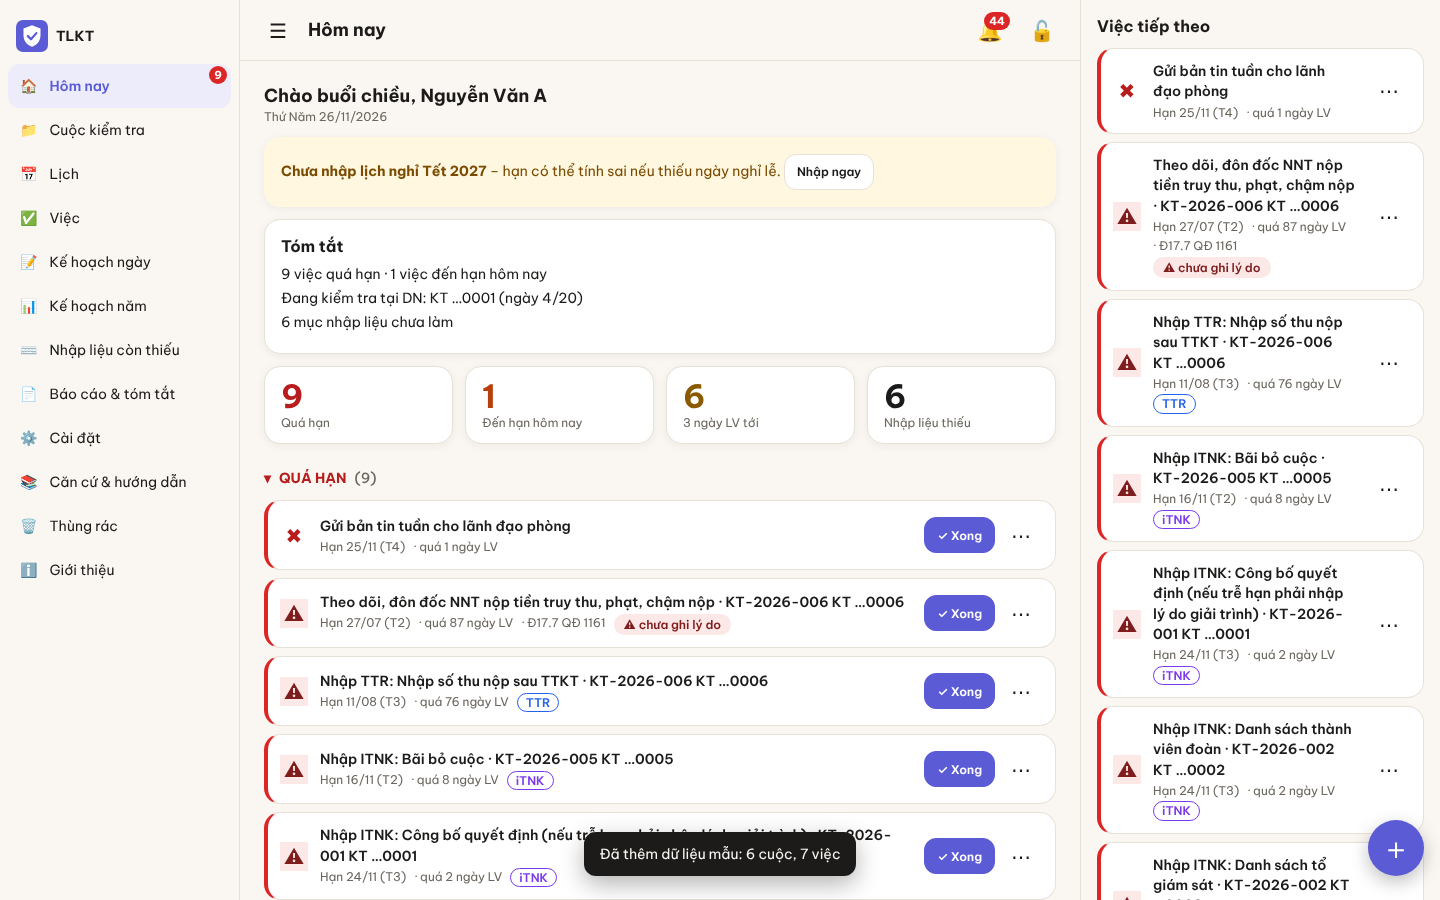 TLKT
Hôm nay
9
Cuộc kiểm tra
Lịch
Việc
Kế hoạch ngày
Kế hoạch năm
Nhập liệu còn thiếu
Báo cáo & tóm tắt
Cài đặt
Căn cứ & hướng dẫn
Thùng rác
Giới thiệu
Hôm nay
44
Chào buổi chiều, Nguyễn Văn A
Thứ Năm 26/11/2026
Chưa nhập lịch nghỉ Tết 2027 – hạn có thể tính sai nếu thiếu ngày nghỉ lễ. Nhập ngay
Tóm tắt
9 việc quá hạn · 1 việc đến hạn hôm nay
Đang kiểm tra tại DN: KT …0001 (ngày 4/20)
6 mục nhập liệu chưa làm
9
Quá hạn
1
Đến hạn hôm nay
6
3 ngày LV tới
6
Nhập liệu thiếu
▾ QUÁ HẠN (9)
Gửi bản tin tuần cho lãnh đạo phòng
Hạn 25/11 (T4) · quá 1 ngày LV
✓ Xong
Theo dõi, đôn đốc NNT nộp tiền truy thu, phạt, chậm nộp · KT-2026-006 KT …0006
Hạn 27/07 (T2) · quá 87 ngày LV · Đ17.7 QĐ 1161 ⚠ chưa ghi lý do
✓ Xong
Nhập TTR: Nhập số thu nộp sau TTKT · KT-2026-006 KT …0006
Hạn 11/08 (T3) · quá 76 ngày LV TTR
✓ Xong
Nhập ITNK: Bãi bỏ cuộc · KT-2026-005 KT …0005
Hạn 16/11 (T2) · quá 8 ngày LV iTNK
✓ Xong
Nhập ITNK: Công bố quyết định (nếu
2026-
001 KT …0001
Hạn 24/11 (T3) · quá 2 ngày LV iTNK
✓ Xong
Đã thêm dữ liệu mẫu: 6 cuộc, 7 việc
Việc tiếp theo
Gửi bản tin tuần cho lãnh
đạo phòng
Hạn 25/11 (T4) · quá 1 ngày LV
Theo dõi, đôn đốc NNT nộp
tiền truy thu, phạt, chậm nộp
· KT-2026-006 KT …0006
Hạn 27/07 (T2) · quá 87 ngày LV
· Đ17.7 QĐ 1161
⚠ chưa ghi lý do
Nhập TTR: Nhập số thu nộp
sau TTKT · KT-2026-006
KT …0006
Hạn 11/08 (T3) · quá 76 ngày LV
TTR
Nhập ITNK: Bãi bỏ cuộc ·
KT-2026-005 KT …0005
Hạn 16/11 (T2) · quá 8 ngày LV
iTNK
Nhập ITNK: Công bố quyết
định (nếu trễ hạn phải nhập
lý do giải trình) · KT-2026-
001 KT …0001
Hạn 24/11 (T3) · quá 2 ngày LV
iTNK
Nhập ITNK: Danh sách thành
viên đoàn · KT-2026-002
KT …0002
Hạn 24/11 (T3) · quá 2 ngày LV
iTNK
Nhập ITNK: Danh sách tổ
giám sát · KT-2026-002 KT